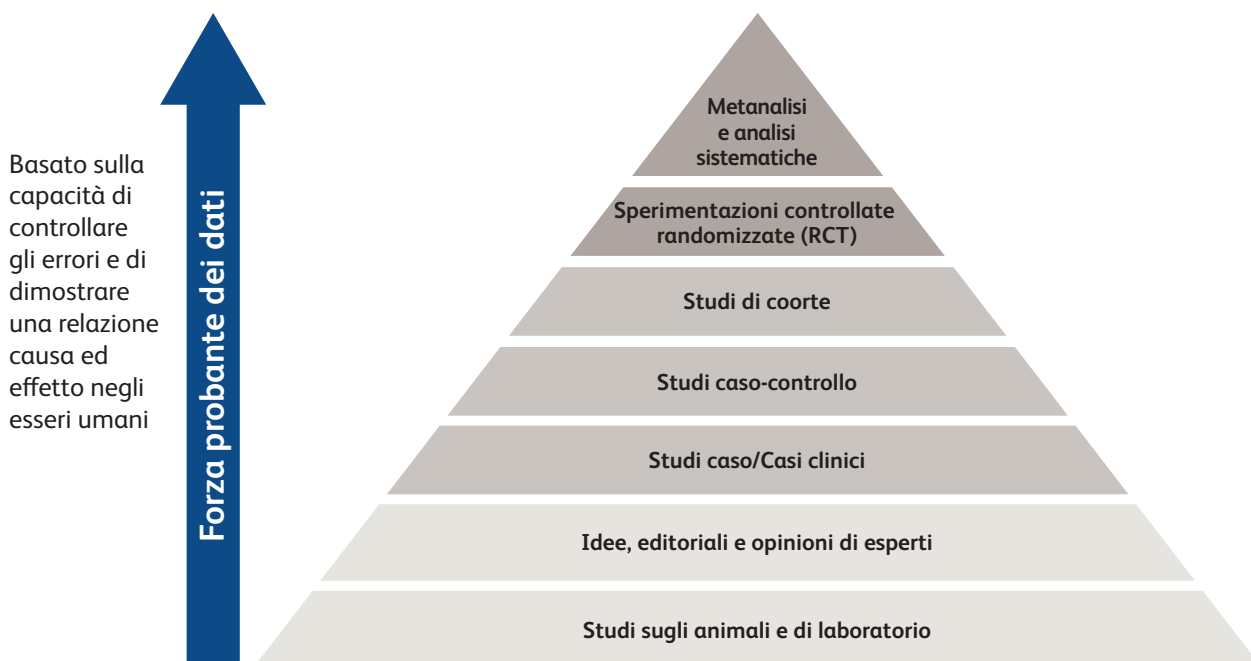 Basato sulla
capacità di
controllare
gli errori e di
dimostrare
una relazione
causa ed
effetto negli
esseri umani
Forza probante dei dati
Metanalisi
e analisi
sistematiche
Sperimentazioni controllate
randomizzate (RCT)
Studi di coorte
Studi caso-controllo
Studi caso/Casi clinici
Idee, editoriali e opinioni di esperti
Studi sugli animali e di laboratorio